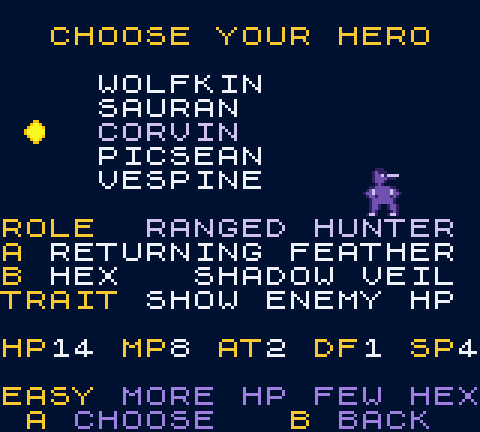 CHOOSE YOUR HERO
WOLFKIN
SAURAN
CORVIN
PICSEAN
VESPINE
ROLE RANGED HUNTER
A RETURNING FEATHER
B HEX SHADOW VEIL
TRAIT SHOW ENEMY HP
HP14 MP8 AT2 DF1 SP4
EASY MORE HP FEW HEX
A CHOOSE B BACK